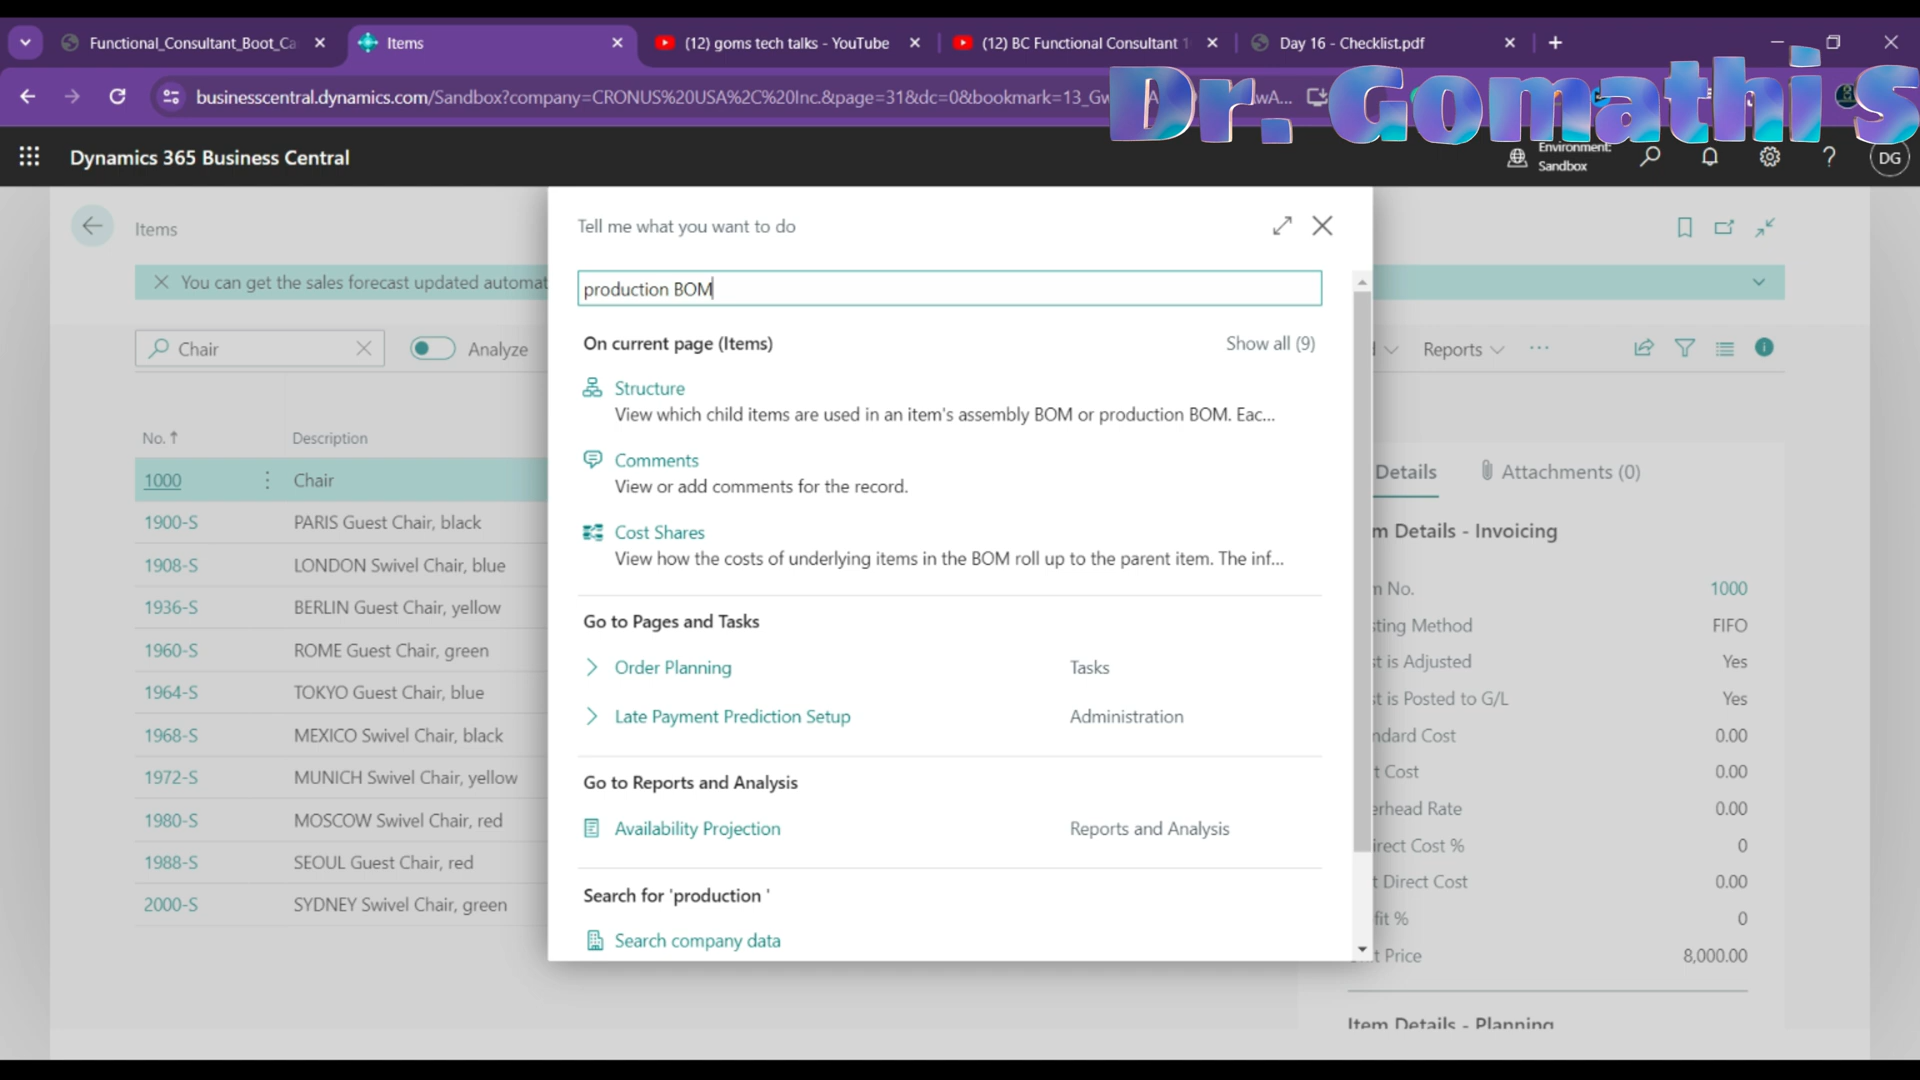 Functional_Consultant_Boot_Ca
Items
(12) goms tech talks - YouTube
(12) BC Functional Consultant 1
Day 16 - Checklist.pdf
businesscentral.dynamics.com/Sandbox?company=CRONUS%20USA%2C%20Inc.&page=31&dc=0&bookmark=13_Gw
Dr. Gomathi S
Dynamics 365 Business Central
Environment:
Sandbox
DG
Items
Tell me what you want to do
You can get the sales forecast updated automat
production BOM
Chair
Analyze
On current page (Items)
Show all (9)
Reports
Structure
View which child items are used in an item's assembly BOM or production BOM. Eac...
No.
Description
Comments
View or add comments for the record.
Details
Attachments (0)
1000
Chair
1900-S
PARIS Guest Chair, black
Cost Shares
View how the costs of underlying items in the BOM roll up to the parent item. The inf...
m Details - Invoicing
1908-S
LONDON Swivel Chair, blue
m No.
1000
1936-S
BERLIN Guest Chair, yellow
Go to Pages and Tasks
sting Method
FIFO
1960-S
ROME Guest Chair, green
Order Planning
Tasks
st is Adjusted
Yes
1964-S
TOKYO Guest Chair, blue
Late Payment Prediction Setup
Administration
st is Posted to G/L
Yes
1968-S
MEXICO Swivel Chair, black
ndard Cost
0.00
1972-S
MUNICH Swivel Chair, yellow
Go to Reports and Analysis
t Cost
0.00
1980-S
MOSCOW Swivel Chair, red
Availability Projection
Reports and Analysis
erhead Rate
0.00
1988-S
SEOUL Guest Chair, red
irect Cost %
0
2000-S
SYDNEY Swivel Chair, green
Search for 'production '
t Direct Cost
0.00
fit %
0
Search company data
t Price
8,000.00
Item Details - Planning